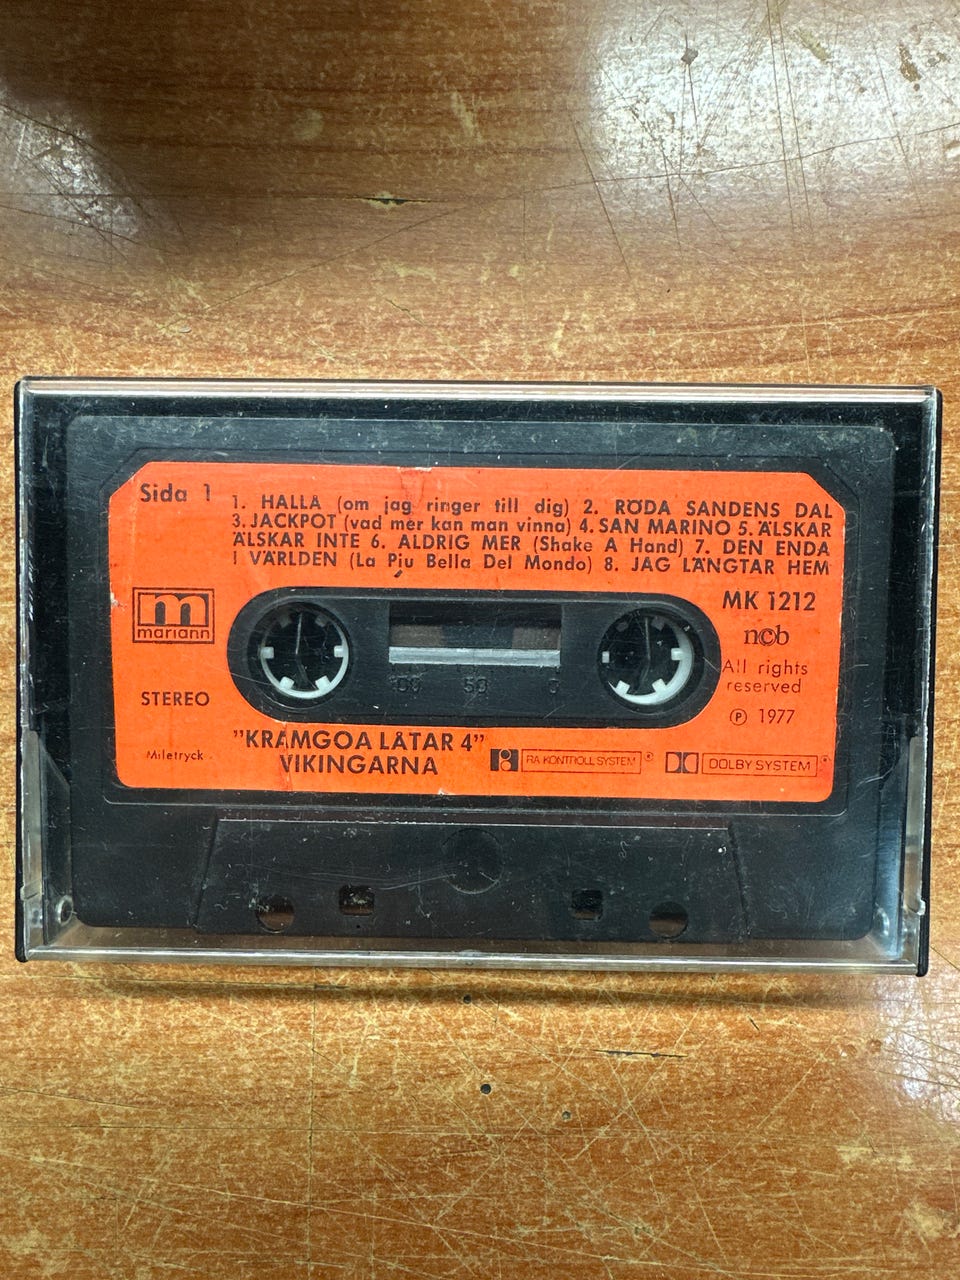 Sida 1
1. HALLÅ (om jag ringer till dig) 2. RÖDA SANDENS DAL
3. JACKPOT (vad mer kan man vinna) 4. SAN MARINO 5. ÄLSKAR
ÄLSKAR INTE 6. ALDRIG MER (Shake A Hand) 7. DEN ENDA
I VÄRLDEN (La Piu Bella Del Mondo) 8. JAG LÄNGTAR HEM
m
mariann
MK 1212
n©b
All rights
reserved
STEREO
100 50 0
℗ 1977
"KRAMGOA LÅTAR 4"
VIKINGARNA
Miletryck
RA KONTROLL SYSTEM®
DOLBY SYSTEM®